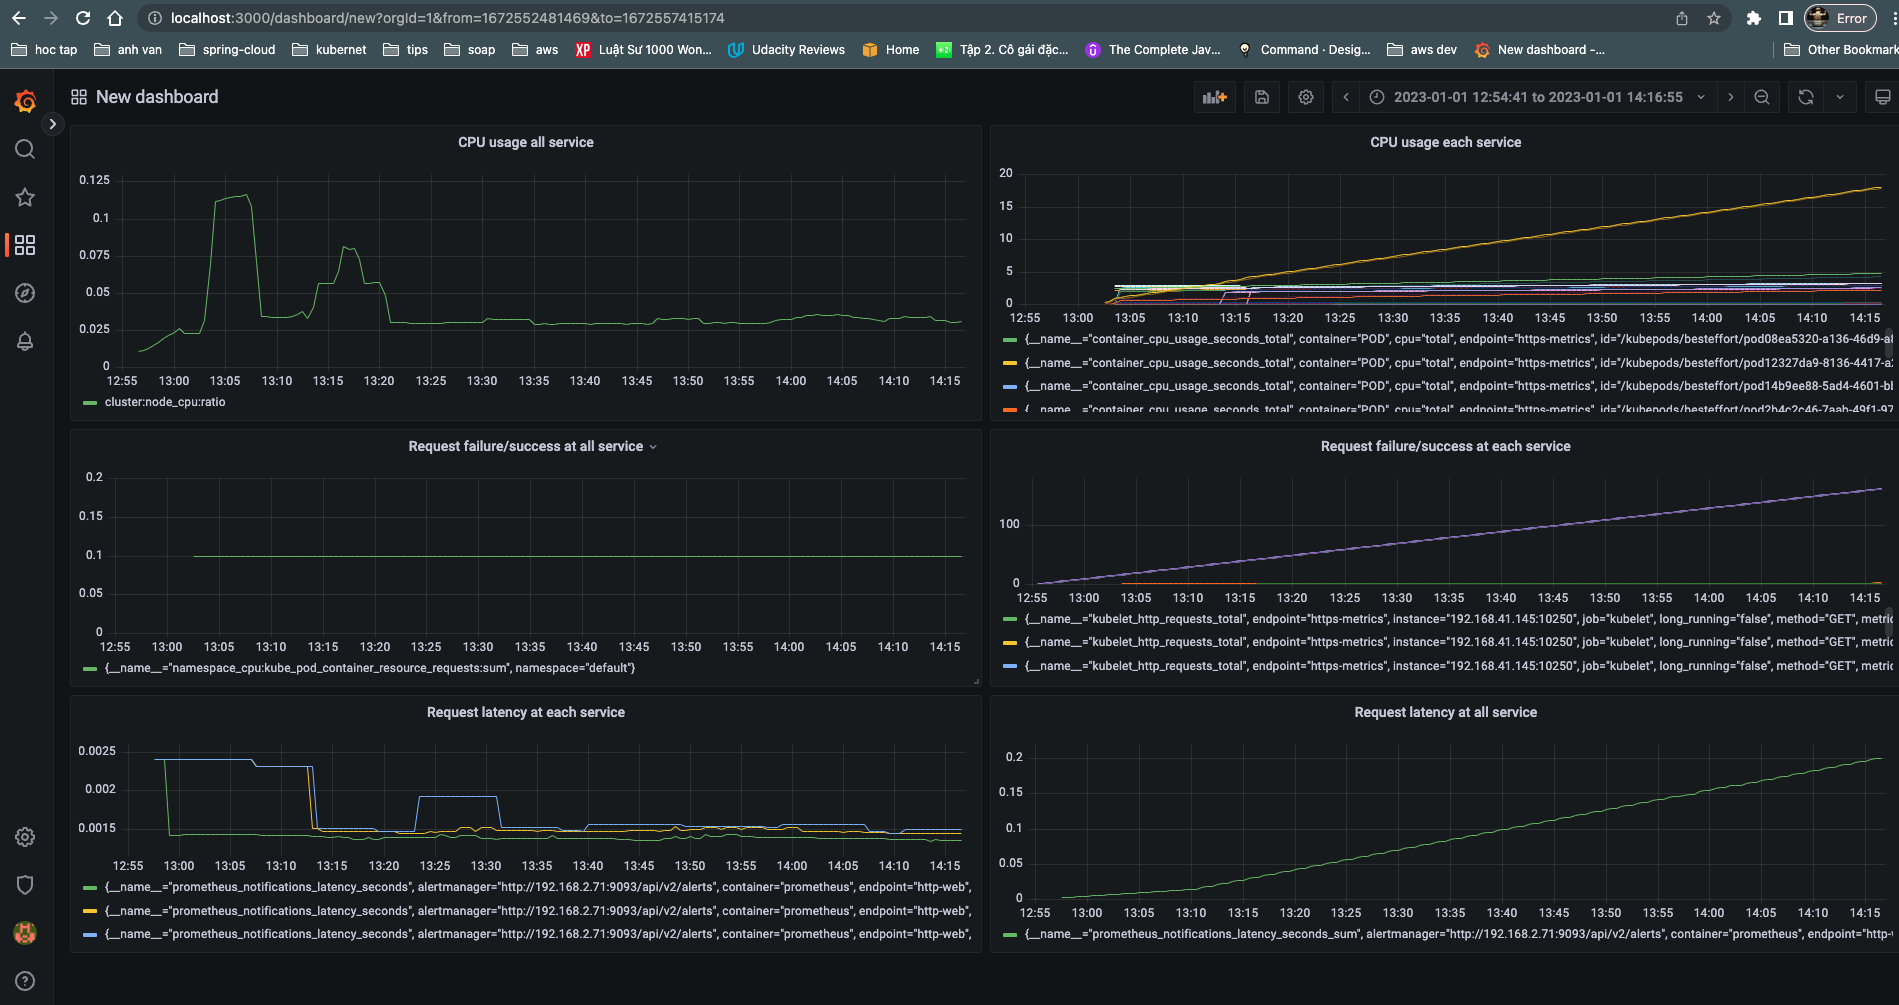 localhost:3000/dashboard/new?orgId=1&from=1672552481469&to=1672557415174
Error
hoc tap
anh van
spring-cloud
kubernet
tips
soap
aws
XP Luật Sư 1000 Won...
Udacity Reviews
Home
Tập 2. Cô gái đặc...
The Complete Jav...
Command · Desig...
aws dev
New dashboard -...
Other Bookmark
New dashboard
2023-01-01 12:54:41 to 2023-01-01 14:16:55
CPU usage all service
0.125
0.1
0.075
0.05
0.025
0
12:55 13:00 13:05 13:10 13:15 13:20 13:25 13:30 13:35 13:40 13:45 13:50 13:55 14:00 14:05 14:10 14:15
cluster:node_cpu:ratio
CPU usage each service
20
15
10
5
0
12:55 13:00 13:05 13:10 13:15 13:20 13:25 13:30 13:35 13:40 13:45 13:50 13:55 14:00 14:05 14:10 14:15
{__name__="container_cpu_usage_seconds_total", container="POD", cpu="total", endpoint="https-metrics", id="/kubepods/besteffort/pod08ea5320-a136-46d9-a
{__name__="container_cpu_usage_seconds_total", container="POD", cpu="total", endpoint="https-metrics", id="/kubepods/besteffort/pod12327da9-8136-4417-a
{__name__="container_cpu_usage_seconds_total", container="POD", cpu="total", endpoint="https-metrics", id="/kubepods/besteffort/pod14b9ee88-5ad4-4601-b
{__name__="container_cpu_usage_seconds_total", container="POD", cpu="total", endpoint="https-metrics", id="/kubepods/besteffort/pod2b4c2c46-7aab-49f1-97
Request failure/success at all service
0.2
0.15
0.1
0.05
0
12:55 13:00 13:05 13:10 13:15 13:20 13:25 13:30 13:35 13:40 13:45 13:50 13:55 14:00 14:05 14:10 14:15
{__name__="namespace_cpu:kube_pod_container_resource_requests:sum", namespace="default"}
Request failure/success at each service
100
0
12:55 13:00 13:05 13:10 13:15 13:20 13:25 13:30 13:35 13:40 13:45 13:50 13:55 14:00 14:05 14:10 14:15
{__name__="kubelet_http_requests_total", endpoint="https-metrics", instance="192.168.41.145:10250", job="kubelet", long_running="false", method="GET", metric
{__name__="kubelet_http_requests_total", endpoint="https-metrics", instance="192.168.41.145:10250", job="kubelet", long_running="false", method="GET", metric
{__name__="kubelet_http_requests_total", endpoint="https-metrics", instance="192.168.41.145:10250", job="kubelet", long_running="false", method="GET", metric
Request latency at each service
0.0025
0.002
0.0015
12:55 13:00 13:05 13:10 13:15 13:20 13:25 13:30 13:35 13:40 13:45 13:50 13:55 14:00 14:05 14:10 14:15
{__name__="prometheus_notifications_latency_seconds", alertmanager="http://192.168.2.71:9093/api/v2/alerts", container="prometheus", endpoint="http-web",
{__name__="prometheus_notifications_latency_seconds", alertmanager="http://192.168.2.71:9093/api/v2/alerts", container="prometheus", endpoint="http-web",
{__name__="prometheus_notifications_latency_seconds", alertmanager="http://192.168.2.71:9093/api/v2/alerts", container="prometheus", endpoint="http-web",
Request latency at all service
0.2
0.15
0.1
0.05
0
12:55 13:00 13:05 13:10 13:15 13:20 13:25 13:30 13:35 13:40 13:45 13:50 13:55 14:00 14:05 14:10 14:15
{__name__="prometheus_notifications_latency_seconds_sum", alertmanager="http://192.168.2.71:9093/api/v2/alerts", container="prometheus", endpoint="http-